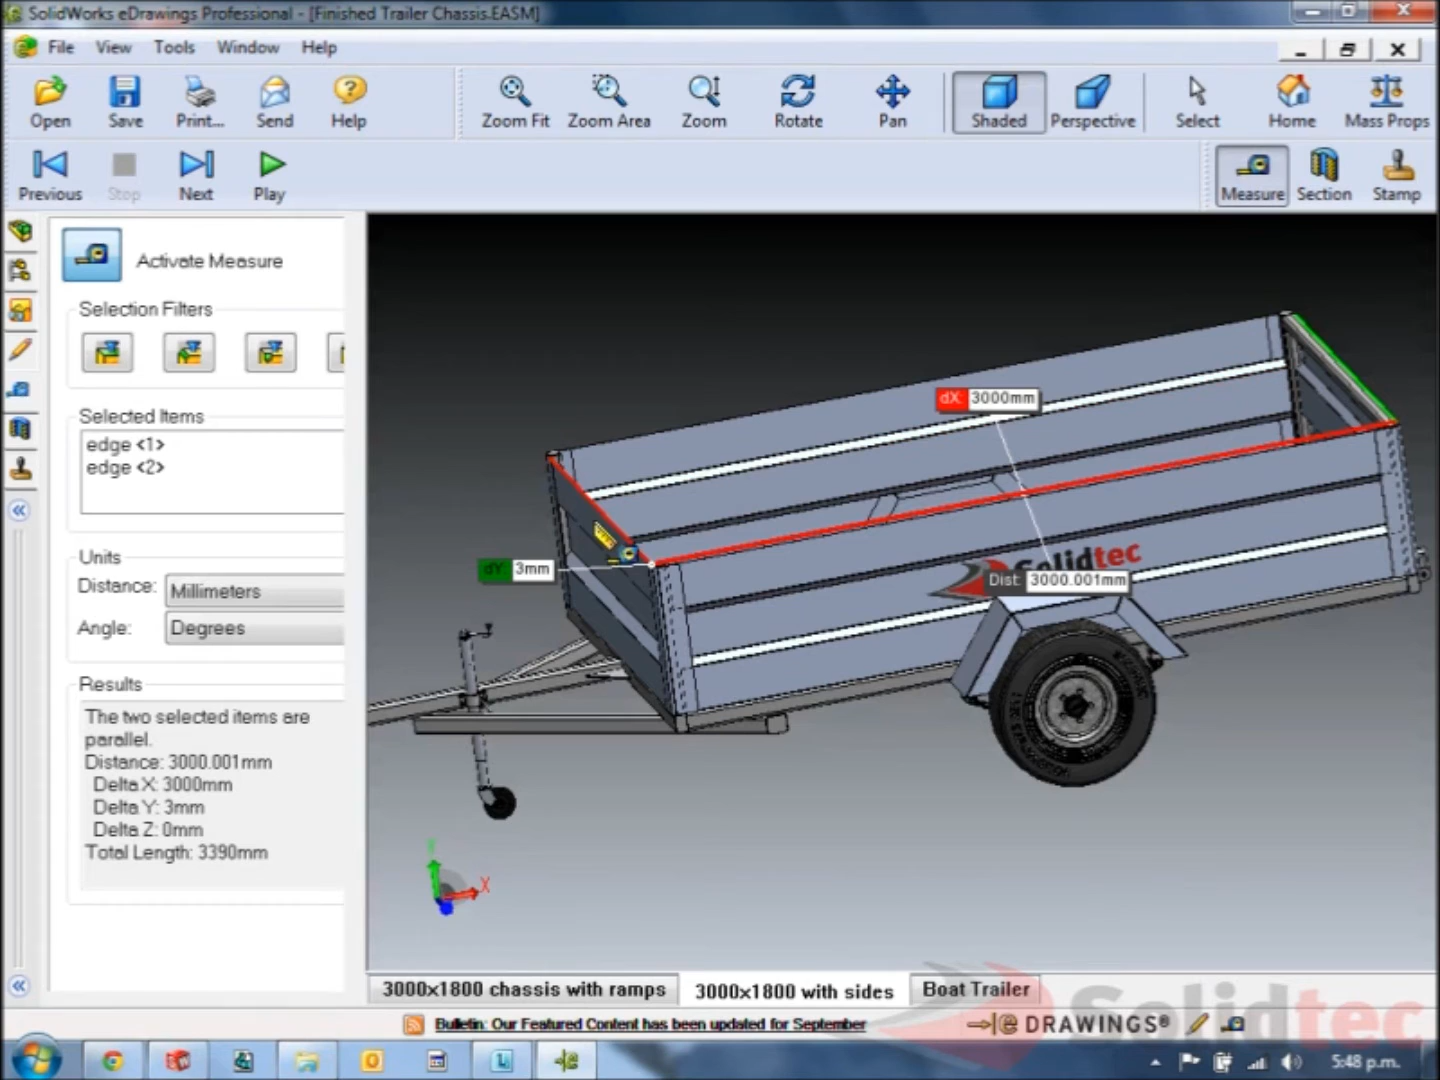 SolidWorks eDrawings Professional - [Finished Trailer Chassis.EASM]
File View Tools Window Help
Open Save Print... Send Help Zoom Fit Zoom Area Zoom Rotate Pan Shaded Perspective Select Home Mass Props
Previous Stop Next Play Measure Section Stamp
Activate Measure
Selection Filters
Selected Items
edge <1>
edge <2>
Units
Distance: Millimeters
Angle: Degrees
Results
The two selected items are
parallel.
Distance: 3000.001mm
Delta X: 3000mm
Delta Y: 3mm
Delta Z: 0mm
Total Length: 3390mm
dX: 3000mm
dY: 3mm
Solidtec
Dist: 3000.001mm
Y
X
3000x1800 chassis with ramps 3000x1800 with sides Boat Trailer
Bulletin: Our Featured Content has been updated for September
e DRAWINGS®
Solidtec
5:48 p.m.